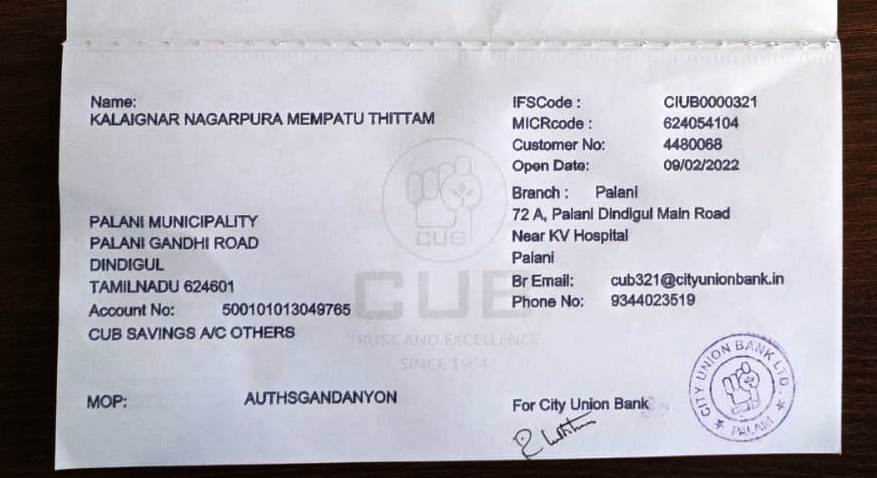 Name:
KALAIGNAR NAGARPURA MEMPATU THITTAM
PALANI MUNICIPALITY
PALANI GANDHI ROAD
DINDIGUL
TAMILNADU 624601
Account No: 500101013049765
CUB SAVINGS A/C OTHERS
MOP: AUTHSGANDANYON
IFSCode : CIUB0000321
MICRcode : 624054104
Customer No: 4480068
Open Date: 09/02/2022
Branch : Palani
72 A, Palani Dindigul Main Road
Near KV Hospital
Palani
Br Email: cub321@cityunionbank.in
Phone No: 9344023519
For City Union Bank
CUB
CUB
TRUST AND EXCELLENCE
SINCE 1904
CITY UNION BANK LTD.
PALANI